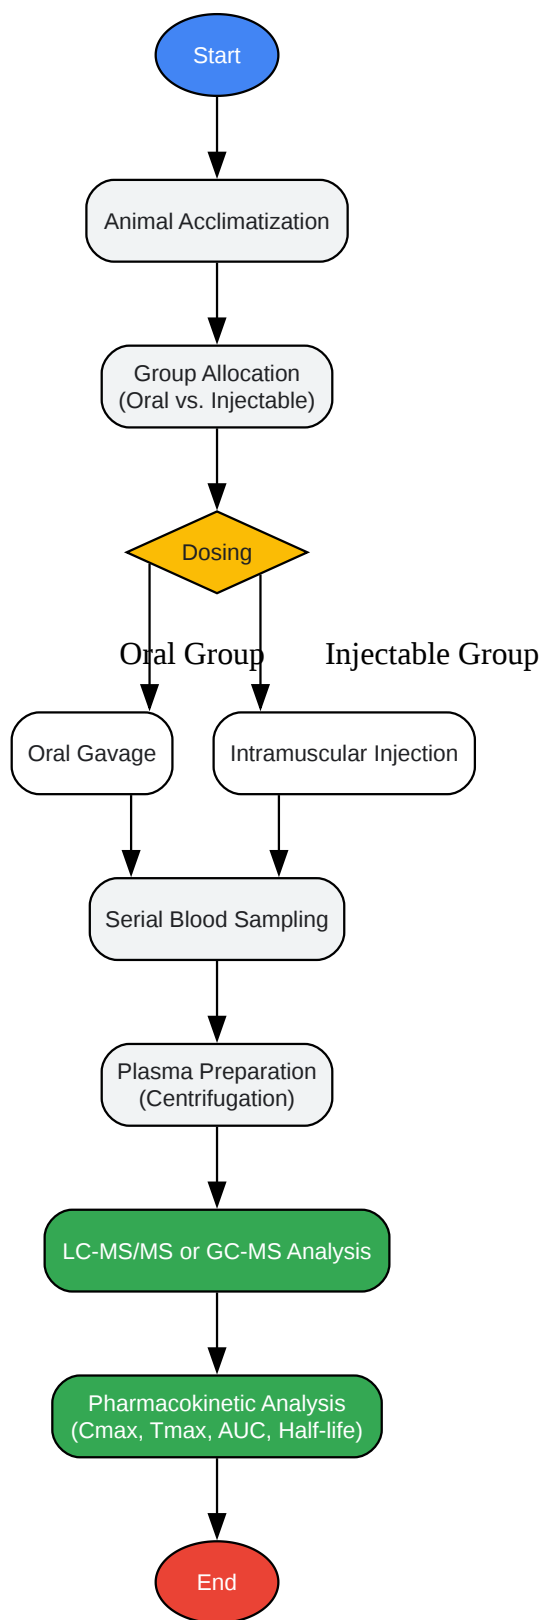 Start
Animal Acclimatization
Group Allocation
(Oral vs. Injectable)
Dosing
Oral Group
Injectable Group
Oral Gavage
Intramuscular Injection
Serial Blood Sampling
Plasma Preparation
(Centrifugation)
LC-MS/MS or GC-MS Analysis
Pharmacokinetic Analysis
(Cmax, Tmax, AUC, Half-life)
End